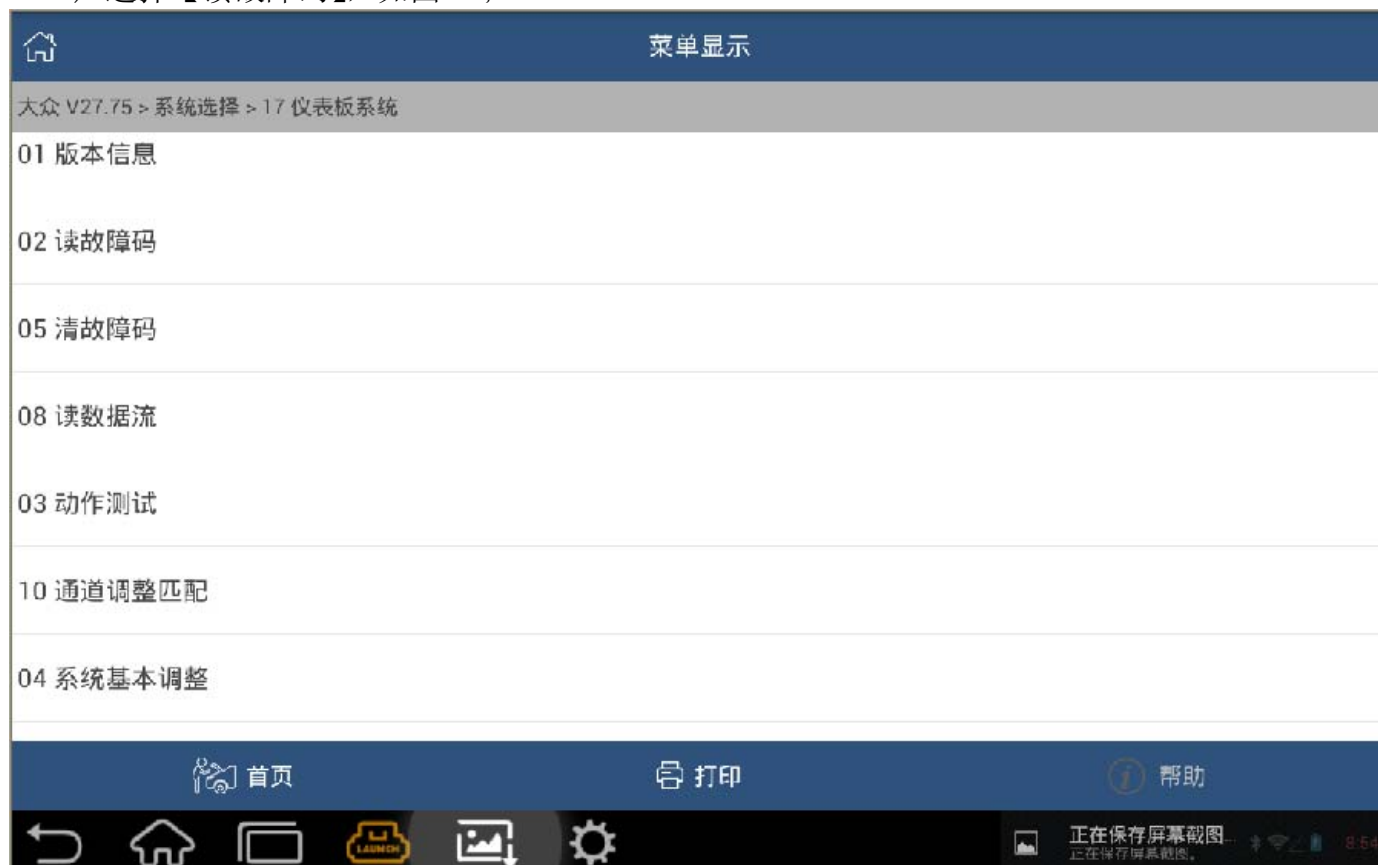 菜单显示
大众 V27.75 > 系统选择 > 17 仪表板系统
01 版本信息
02 读故障码
05 清故障码
08 读数据流
03 动作测试
10 通道调整匹配
04 系统基本调整
首页 打印 帮助
LAUNCH
正在保存屏幕截图...
正在保存屏幕截图。
8:54